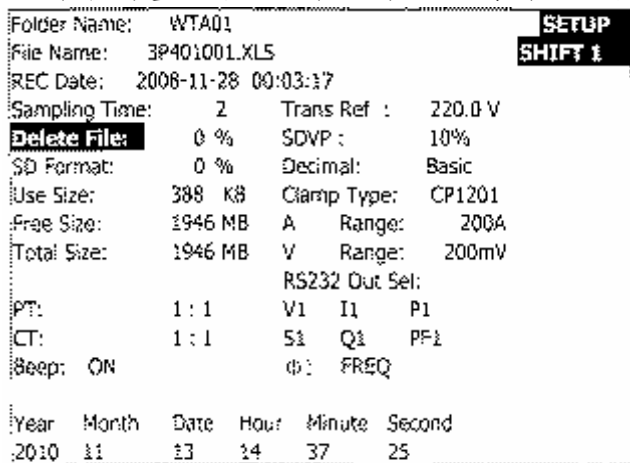 Folder Name: WTA01 SETUP
File Name: 3P401001.XLS SHIFT 1
REC Date: 2006-11-28 00:03:17
Sampling Time: 2 Trans Ref : 220.0 V
Delete File: 0 % SDVP : 10%
SD Format: 0 % Decimal: Basic
Use Size: 388 KB Clamp Type: CP1201
Free Size: 1946 MB A Range: 200A
Total Size: 1946 MB V Range: 200mV
RS232 Out Sel:
PT: 1 : 1 V1 I1 P1
CT: 1 : 1 S1 Q1 PF1
Beep: ON Φ1 FREQ
Year Month Date Hour Minute Second
2010 11 13 14 37 25